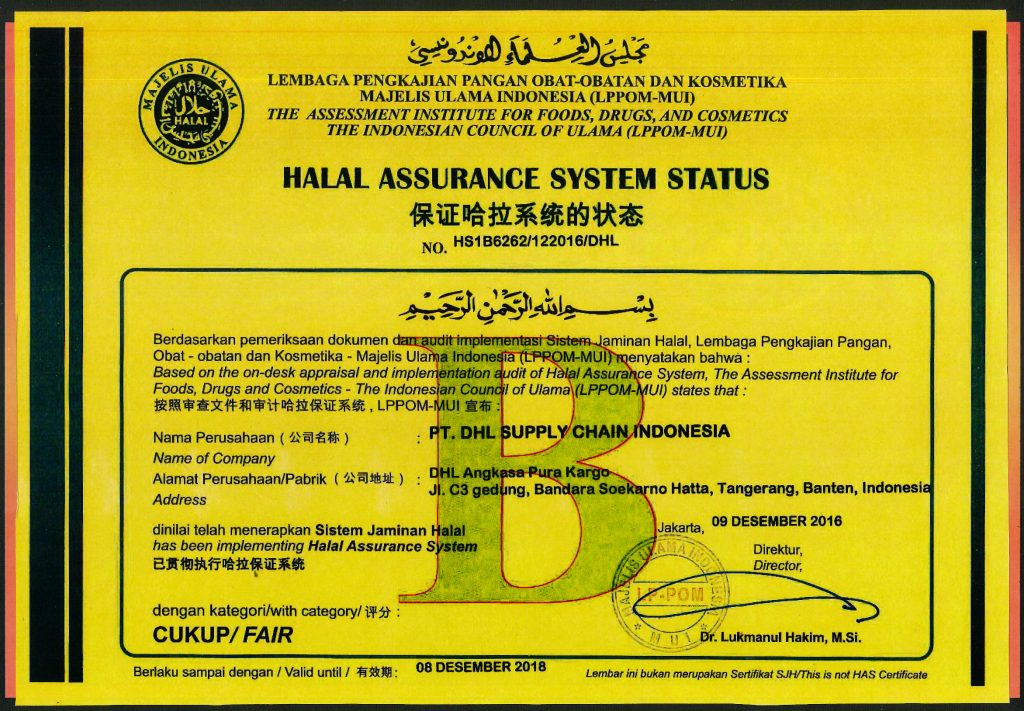 مجلس العلماء الاندونيسي
MAJELIS ULAMA
حلال
HALAL
INDONESIA
LEMBAGA PENGKAJIAN PANGAN OBAT-OBATAN DAN KOSMETIKA
MAJELIS ULAMA INDONESIA (LPPOM-MUI)
THE ASSESSMENT INSTITUTE FOR FOODS, DRUGS, AND COSMETICS
THE INDONESIAN COUNCIL OF ULAMA (LPPOM-MUI)
HALAL ASSURANCE SYSTEM STATUS
保证哈拉系统的状态
NO. HS1B6262/122016/DHL
بِسْمِ اللهِ الرَّحْمٰنِ الرَّحِيْمِ
Berdasarkan pemeriksaan dokumen dan audit implementasi Sistem Jaminan Halal, Lembaga Pengkajian Pangan,
Obat - obatan dan Kosmetika - Majelis Ulama Indonesia (LPPOM-MUI) menyatakan bahwa :
Based on the on-desk appraisal and implementation audit of Halal Assurance System, The Assessment Institute for
Foods, Drugs and Cosmetics - The Indonesian Council of Ulama (LPPOM-MUI) states that :
按照审查文件和审计哈拉保证系统 , LPPOM-MUI 宣布 :
Nama Perusahaan (公司名称) : PT. DHL SUPPLY CHAIN INDONESIA
Name of Company
Alamat Perusahaan/Pabrik (公司地址) : DHL Angkasa Pura Kargo
Jl. C3 gedung, Bandara Soekarno Hatta, Tangerang, Banten, Indonesia
Address
B
dinilai telah menerapkan Sistem Jaminan Halal
has been implementing Halal Assurance System
已贯彻执行哈拉保证系统
Jakarta, 09 DESEMBER 2016
Direktur,
Director,
MAJELIS ULAMA INDONESIA
LP-POM
MUI
Dr. Lukmanul Hakim, M.Si.
dengan kategori/with category/ 评分 :
CUKUP/ FAIR
Berlaku sampai dengan / Valid until / 有效期 : 08 DESEMBER 2018
Lembar ini bukan merupakan Sertifikat SJH/This is not HAS Certificate